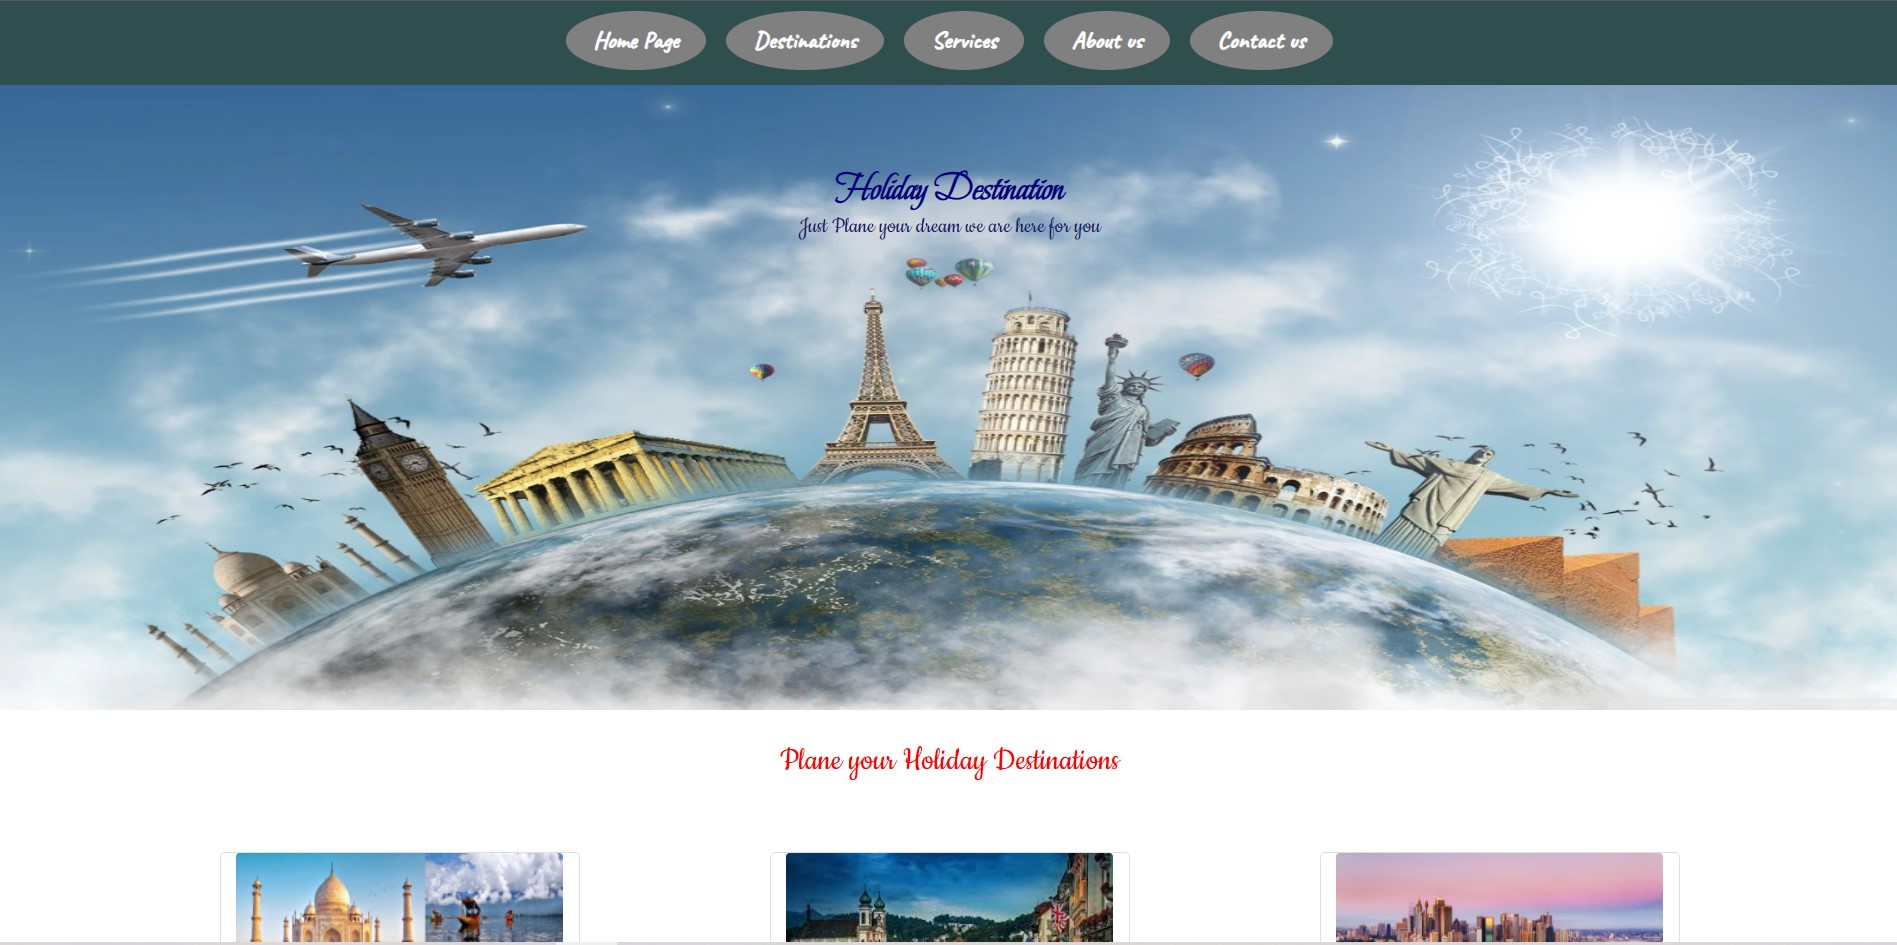 Home Page
Destinations
Services
About us
Contact us
Holiday Destination
Just Plane your dream we are here for you
Plane your Holiday Destinations